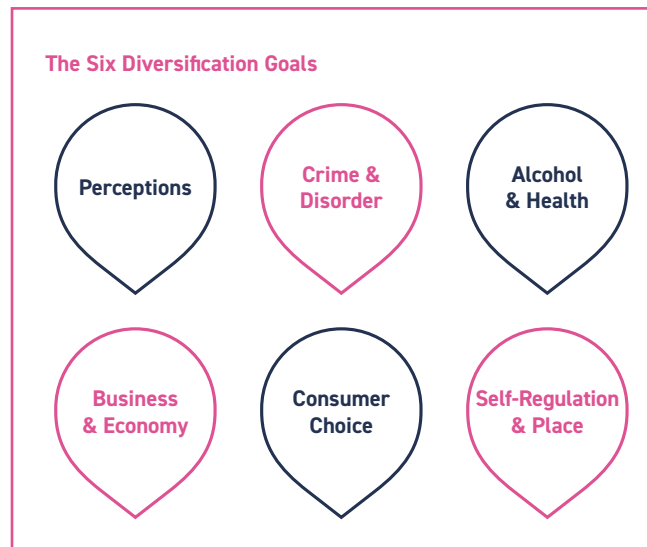 The Six Diversification Goals
Perceptions
Crime &
Disorder
Alcohol
& Health
Business
& Economy
Consumer
Choice
Self-Regulation
& Place